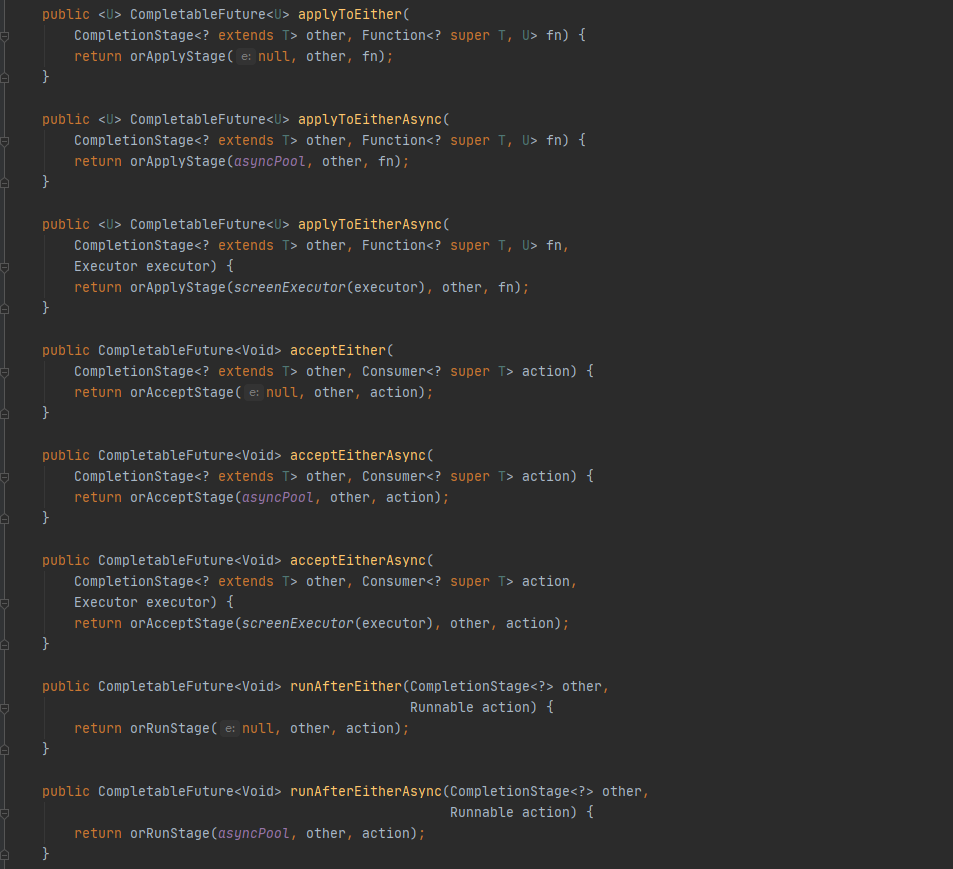 public <U> CompletableFuture<U> applyToEither(
    CompletionStage<? extends T> other, Function<? super T, U> fn) {
    return orApplyStage( e: null, other, fn);
}

public <U> CompletableFuture<U> applyToEitherAsync(
    CompletionStage<? extends T> other, Function<? super T, U> fn) {
    return orApplyStage(asyncPool, other, fn);
}

public <U> CompletableFuture<U> applyToEitherAsync(
    CompletionStage<? extends T> other, Function<? super T, U> fn,
    Executor executor) {
    return orApplyStage(screenExecutor(executor), other, fn);
}

public CompletableFuture<Void> acceptEither(
    CompletionStage<? extends T> other, Consumer<? super T> action) {
    return orAcceptStage( e: null, other, action);
}

public CompletableFuture<Void> acceptEitherAsync(
    CompletionStage<? extends T> other, Consumer<? super T> action) {
    return orAcceptStage(asyncPool, other, action);
}

public CompletableFuture<Void> acceptEitherAsync(
    CompletionStage<? extends T> other, Consumer<? super T> action,
    Executor executor) {
    return orAcceptStage(screenExecutor(executor), other, action);
}

public CompletableFuture<Void> runAfterEither(CompletionStage<?> other,
                                              Runnable action) {
    return orRunStage( e: null, other, action);
}

public CompletableFuture<Void> runAfterEitherAsync(CompletionStage<?> other,
                                                   Runnable action) {
    return orRunStage(asyncPool, other, action);
}